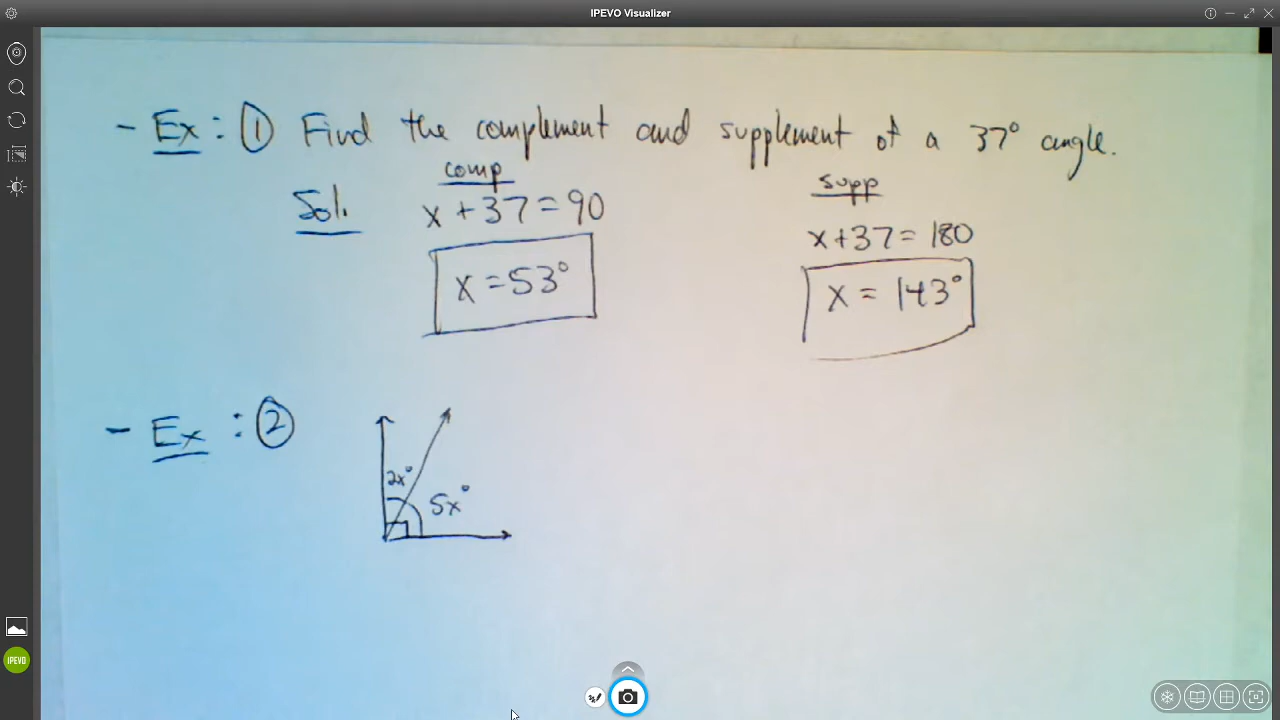 IPEVO Visualizer
- Ex: ① Find the complement and supplement of a 37° angle.
comp
supp
Sol.
x + 37 = 90
x + 37 = 180
x = 53°
x = 143°
- Ex: ②
2x°
5x°
IPEVO